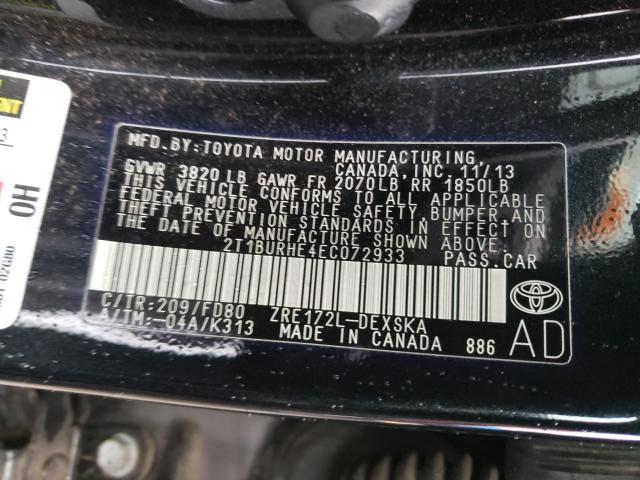 MFD.BY:TOYOTA MOTOR MANUFACTURING,
CANADA,INC. 11/13
GVWR 3820 LB GAWR FR 2070LB RR 1850LB
THIS VEHICLE CONFORMS TO ALL APPLICABLE
FEDERAL MOTOR VEHICLE SAFETY,BUMPER,AND
THEFT PREVENTION STANDARDS IN EFFECT ON
THE DATE OF MANUFACTURE SHOWN ABOVE.
2T1BURHE4EC072933 PASS.CAR
C/TR:209/FD80 ZRE172L-DEXSKA
A/TM:-04A/K313 MADE IN CANADA 886
AD
OH